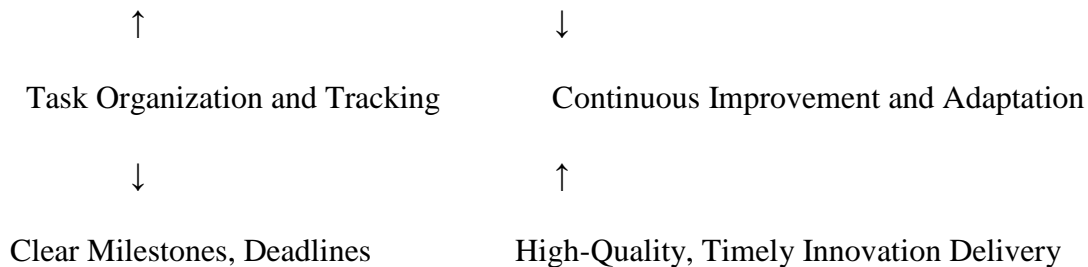 ↑ ↓
Task Organization and Tracking Continuous Improvement and Adaptation
↓ ↑
Clear Milestones, Deadlines High-Quality, Timely Innovation Delivery